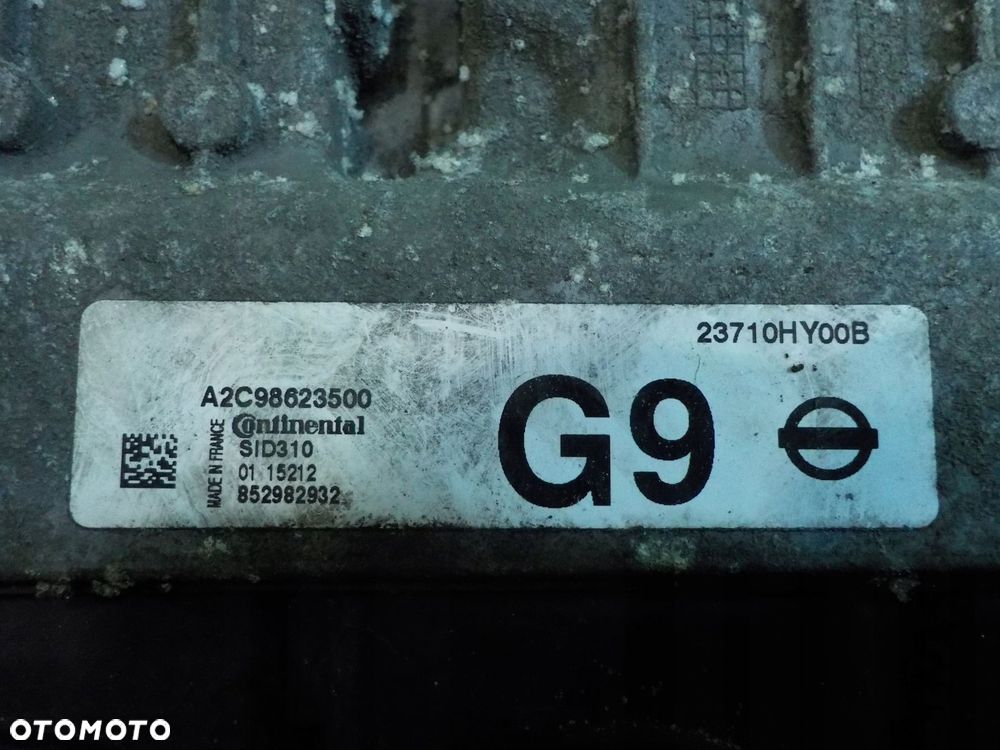 23710HY00B
A2C98623500
Continental
SID310
01 15212
852982932
MADE IN FRANCE
G9
OTOMOTO